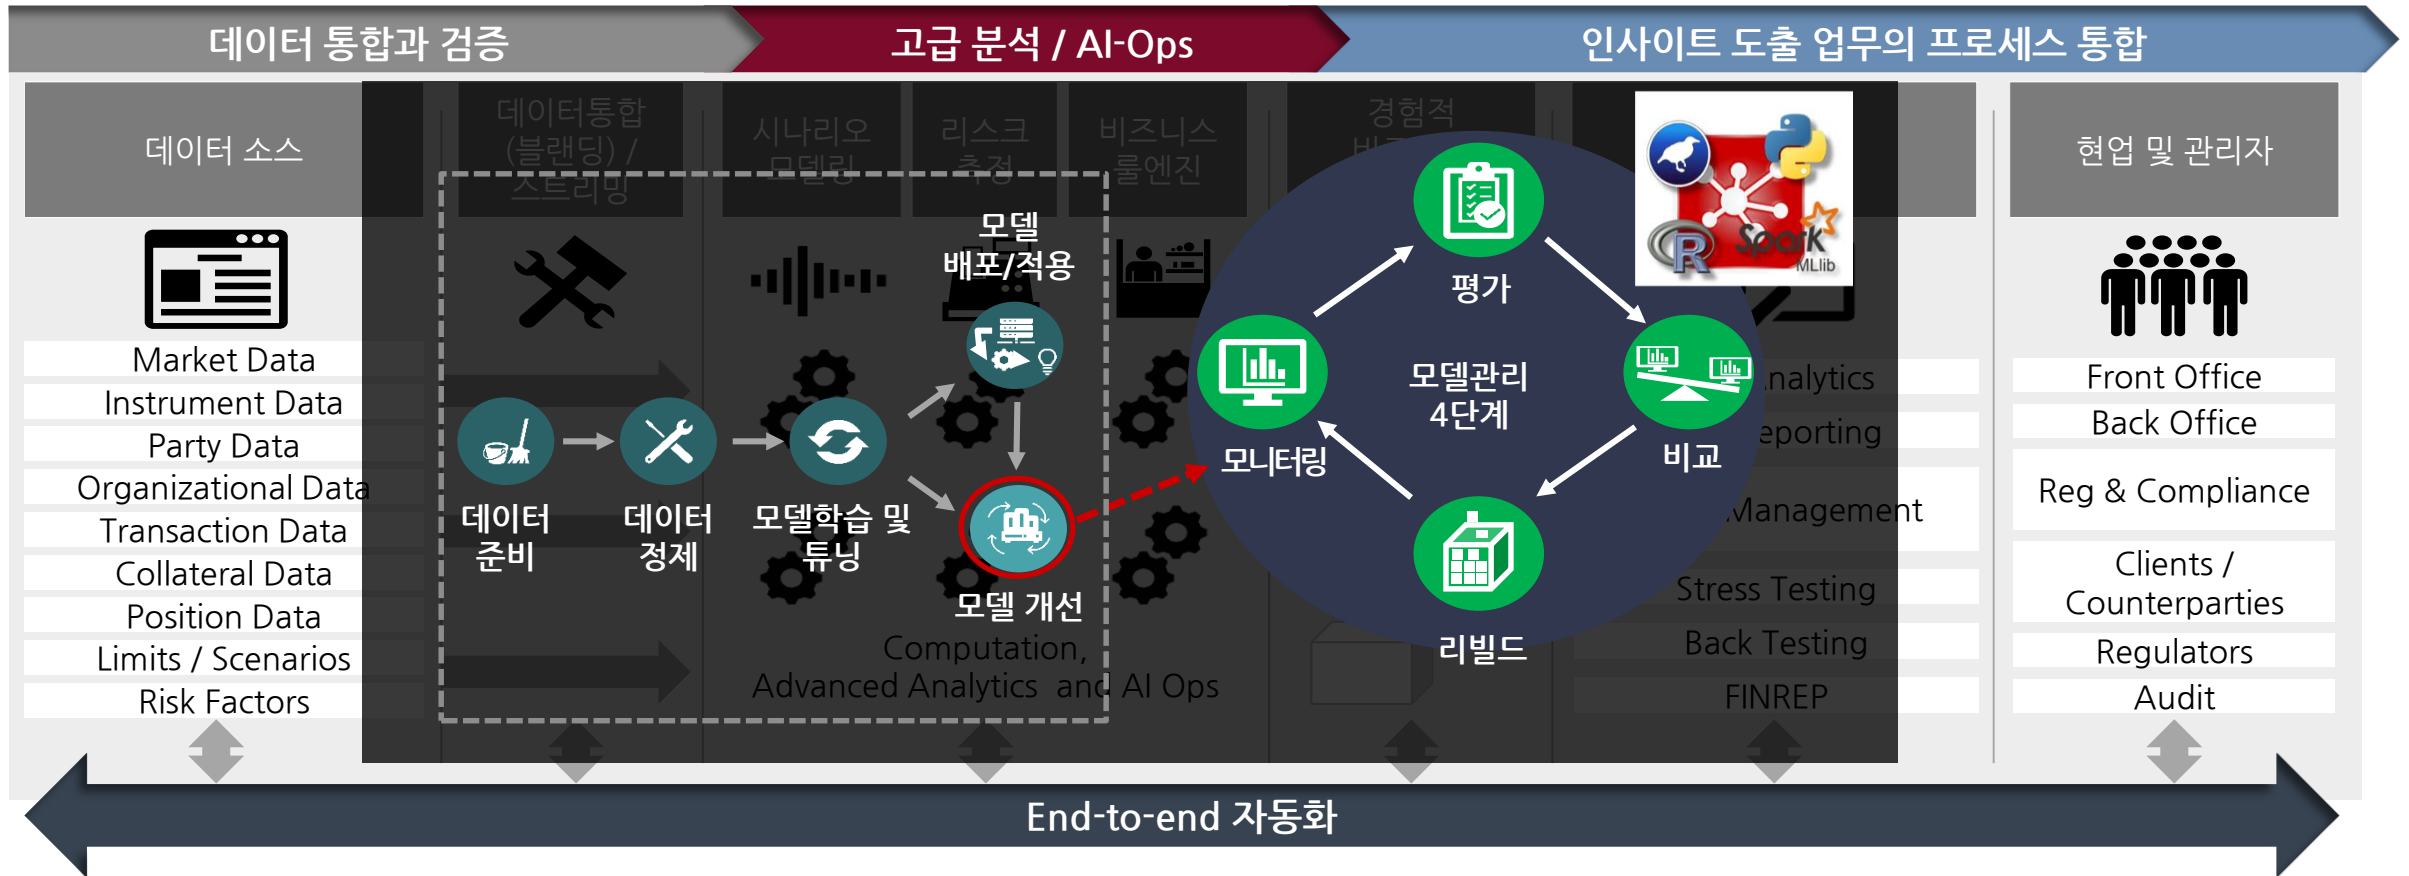 데이터 통합과 검증
고급 분석 / AI-Ops
인사이트 도출 업무의 프로세스 통합
데이터 소스
데이터통합
(블랜딩) /
스트리밍
시나리오
모델링
리스크
측정
비즈니스
룰엔진
경험적
현업 및 관리자
Market Data
Instrument Data
Party Data
Organizational Data
Transaction Data
Collateral Data
Position Data
Limits / Scenarios
Risk Factors
데이터
준비
데이터
정제
모델학습 및
튜닝
모델
배포/적용
모델 개선
Computation,
Advanced Analytics and AI Ops
평가
모니터링
모델관리
4단계
비교
리빌드
R
Spark
MLlib
nalytics
eporting
Management
Stress Testing
Back Testing
FINREP
Front Office
Back Office
Reg & Compliance
Clients /
Counterparties
Regulators
Audit
End-to-end 자동화